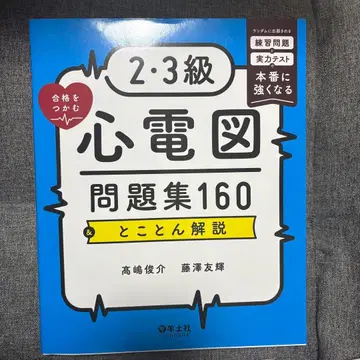 2・3級
合格を
つかむ
ランダムに出題される
練習問題
実力テスト
本番に
強くなる
心電図
問題集160
&とことん解説
髙嶋俊介 藤澤友輝
羊土社